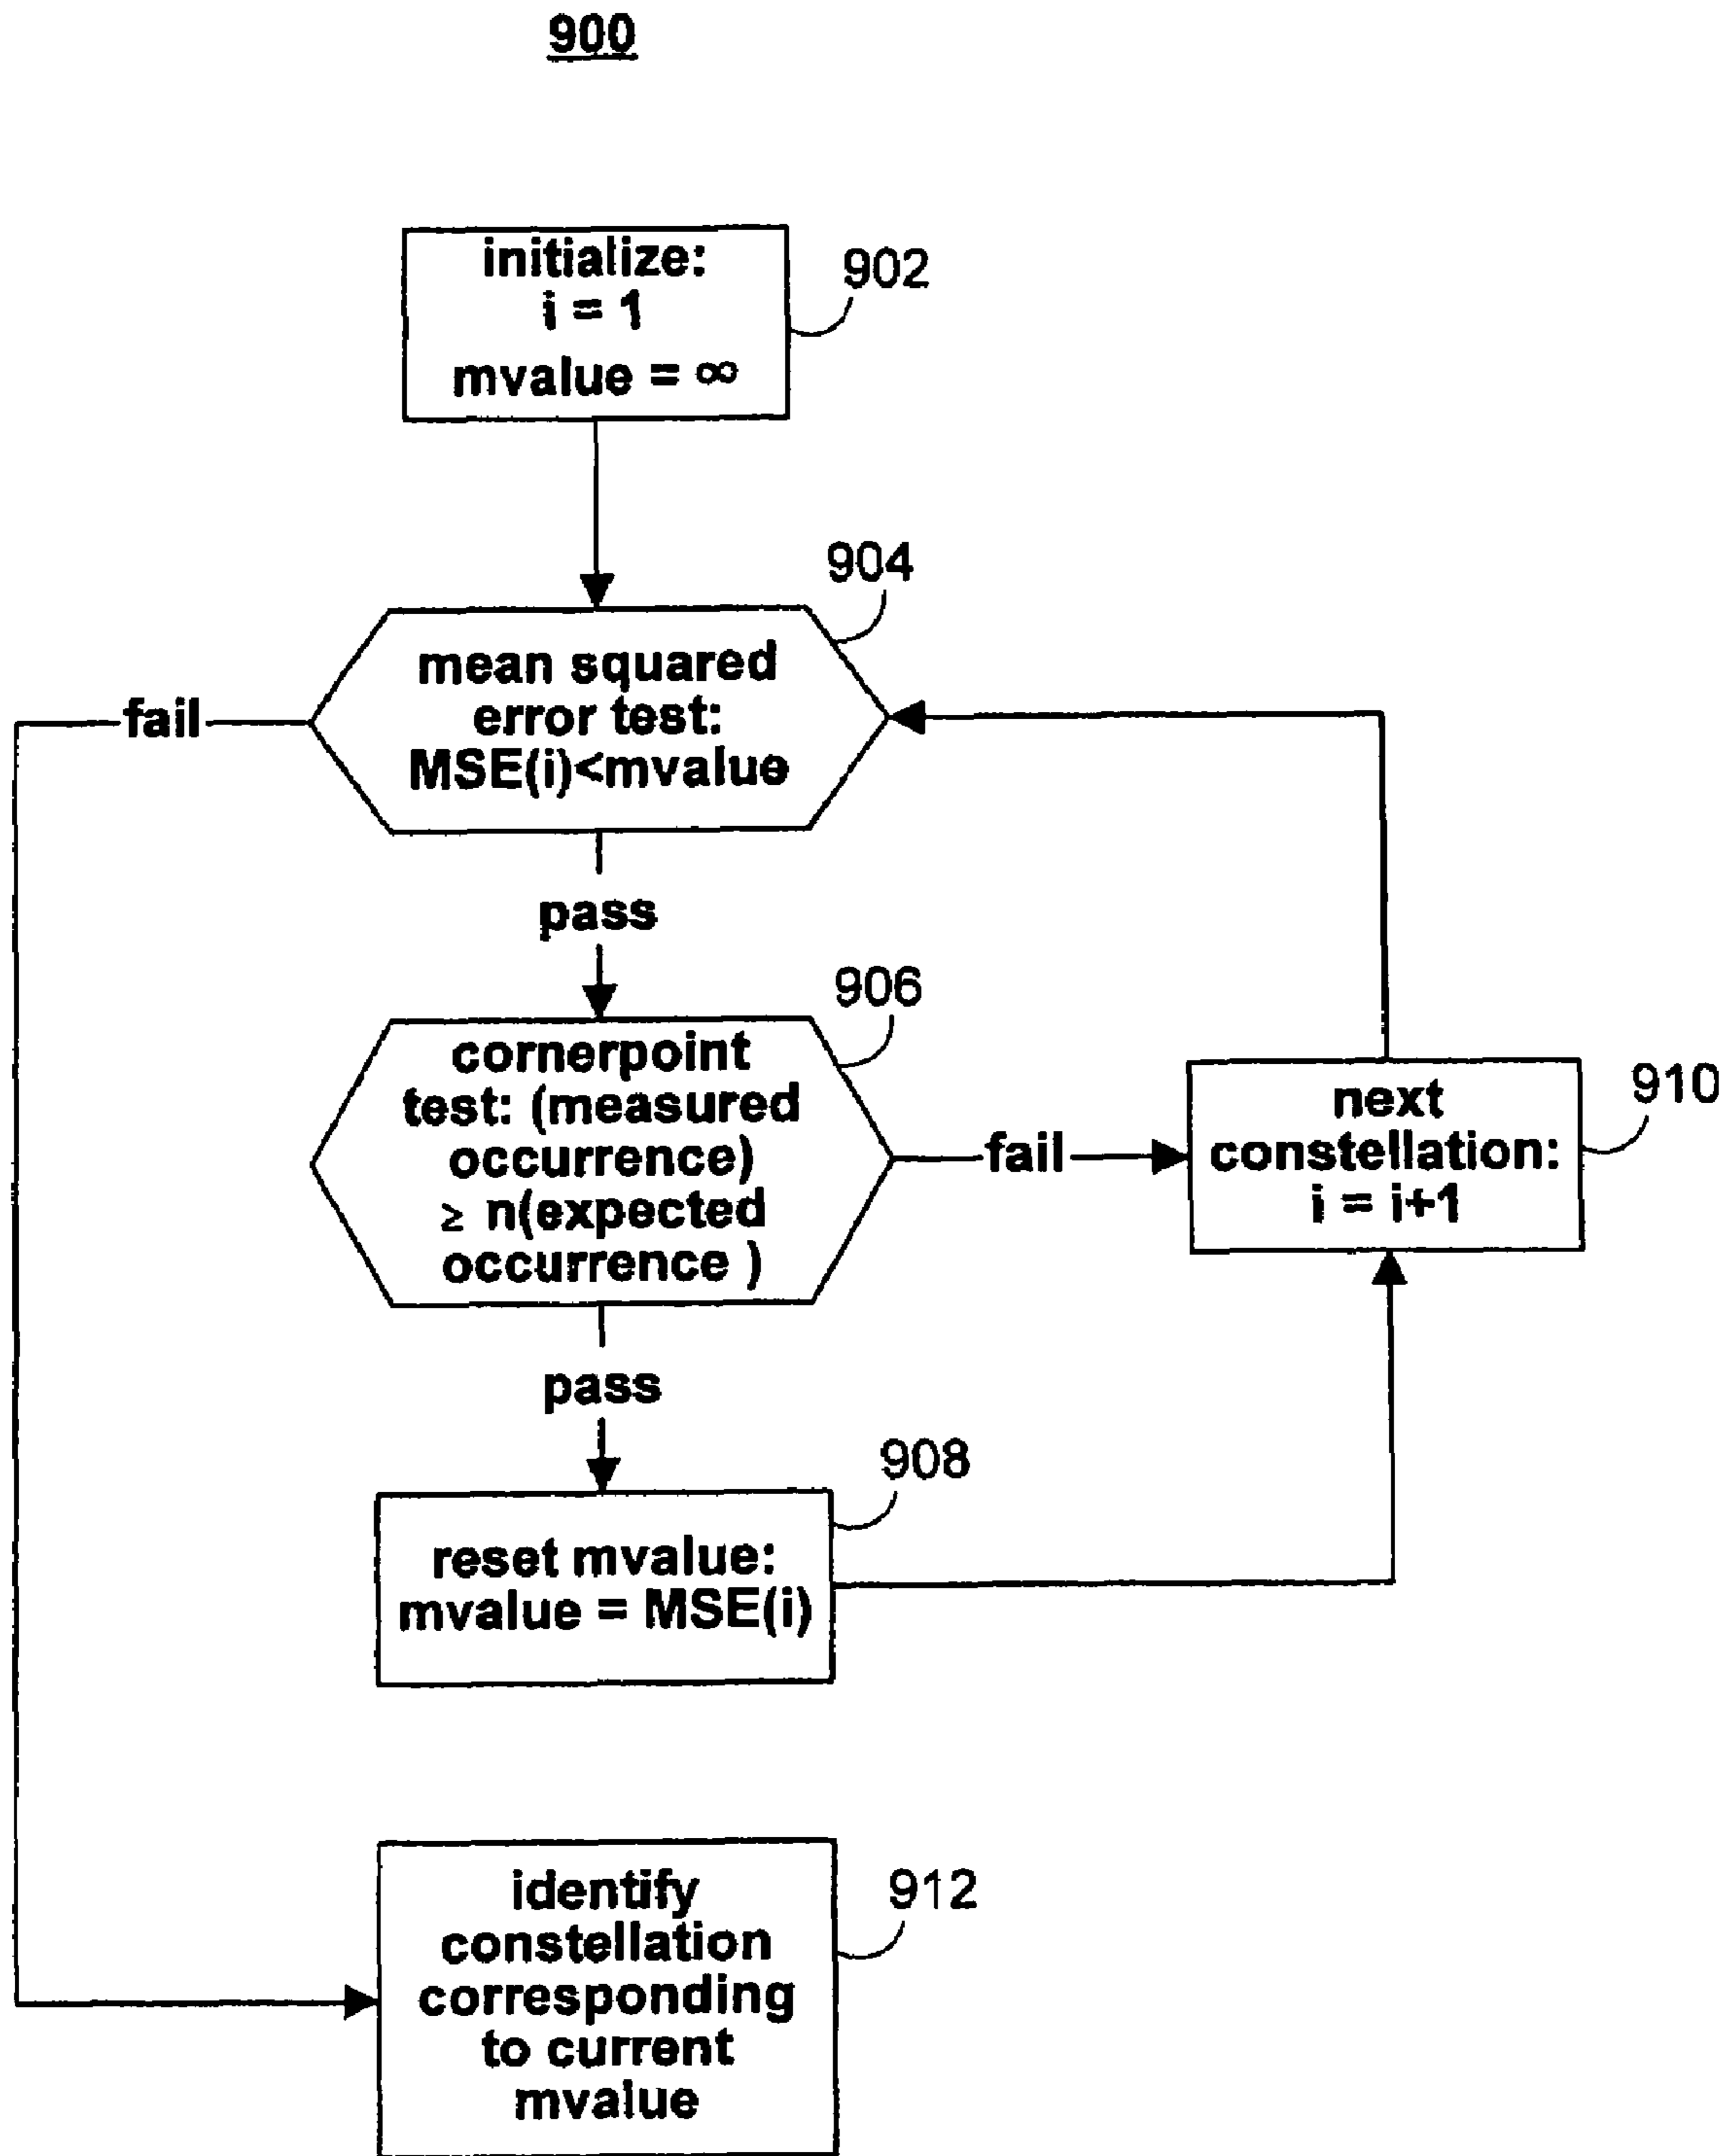 900
initialize:
i = 1
mvalue = ∞
902
904
mean squared
error test:
MSE(i)<mvalue
fail
pass
906
cornerpoint
test: (measured
occurrence)
≥ n(expected
occurrence )
fail
next
constellation:
i = i+1
910
pass
908
reset mvalue:
mvalue = MSE(i)
identify
constellation
corresponding
to current
mvalue
912